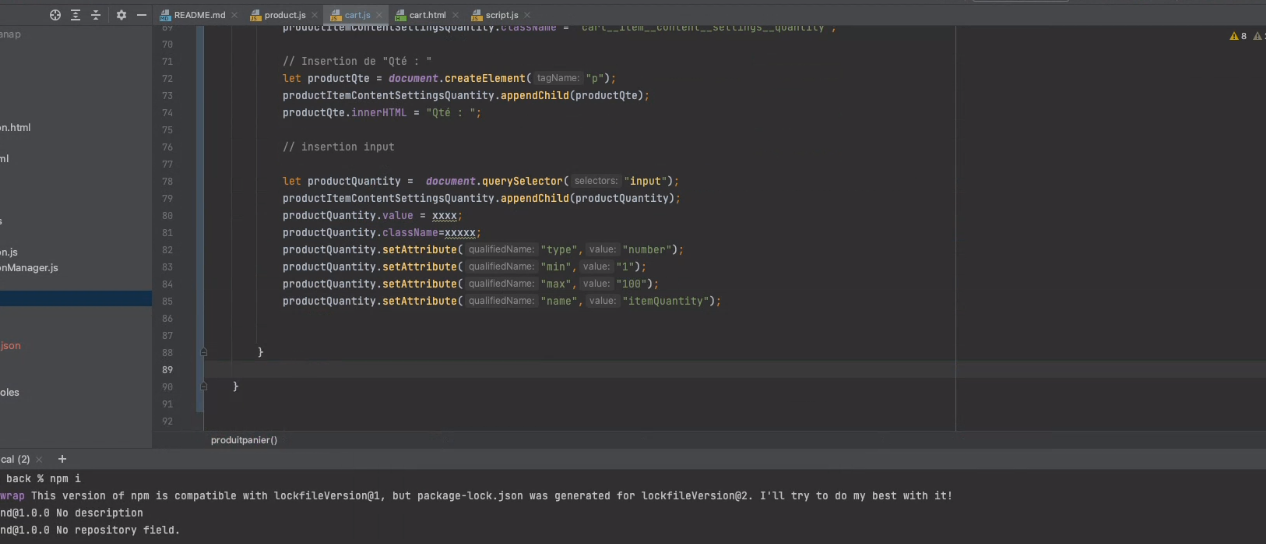 README.md × product.js × cart.js × cart.html × script.js ×
enap
69 productItemContentSettingsQuantity.className = "cart__item__content__settings__quantity";
70
8
71 // Insertion de "Qté : "
72 let productQte = document.createElement( tagName: "p");
73 productItemContentSettingsQuantity.appendChild(productQte);
74 productQte.innerHTML = "Qté : ";
75
on.html
76 // insertion input
ml
77
78 let productQuantity = document.querySelector( selectors: "input");
79 productItemContentSettingsQuantity.appendChild(productQuantity);
80 productQuantity.value = xxxx;
s
81 productQuantity.className=xxxxx;
82 productQuantity.setAttribute( qualifiedName: "type", value: "number");
on.js
83 productQuantity.setAttribute( qualifiedName: "min", value: "1");
onManager.js
84 productQuantity.setAttribute( qualifiedName: "max", value: "100");
85 productQuantity.setAttribute( qualifiedName: "name", value: "itemQuantity");
86
87
json
88 }
89
90 }
oles
91
92
produitpanier()
cal (2) × +
back % npm i
wrap This version of npm is compatible with lockfileVersion@1, but package-lock.json was generated for lockfileVersion@2. I'll try to do my best with it!
nd@1.0.0 No description
nd@1.0.0 No repository field.